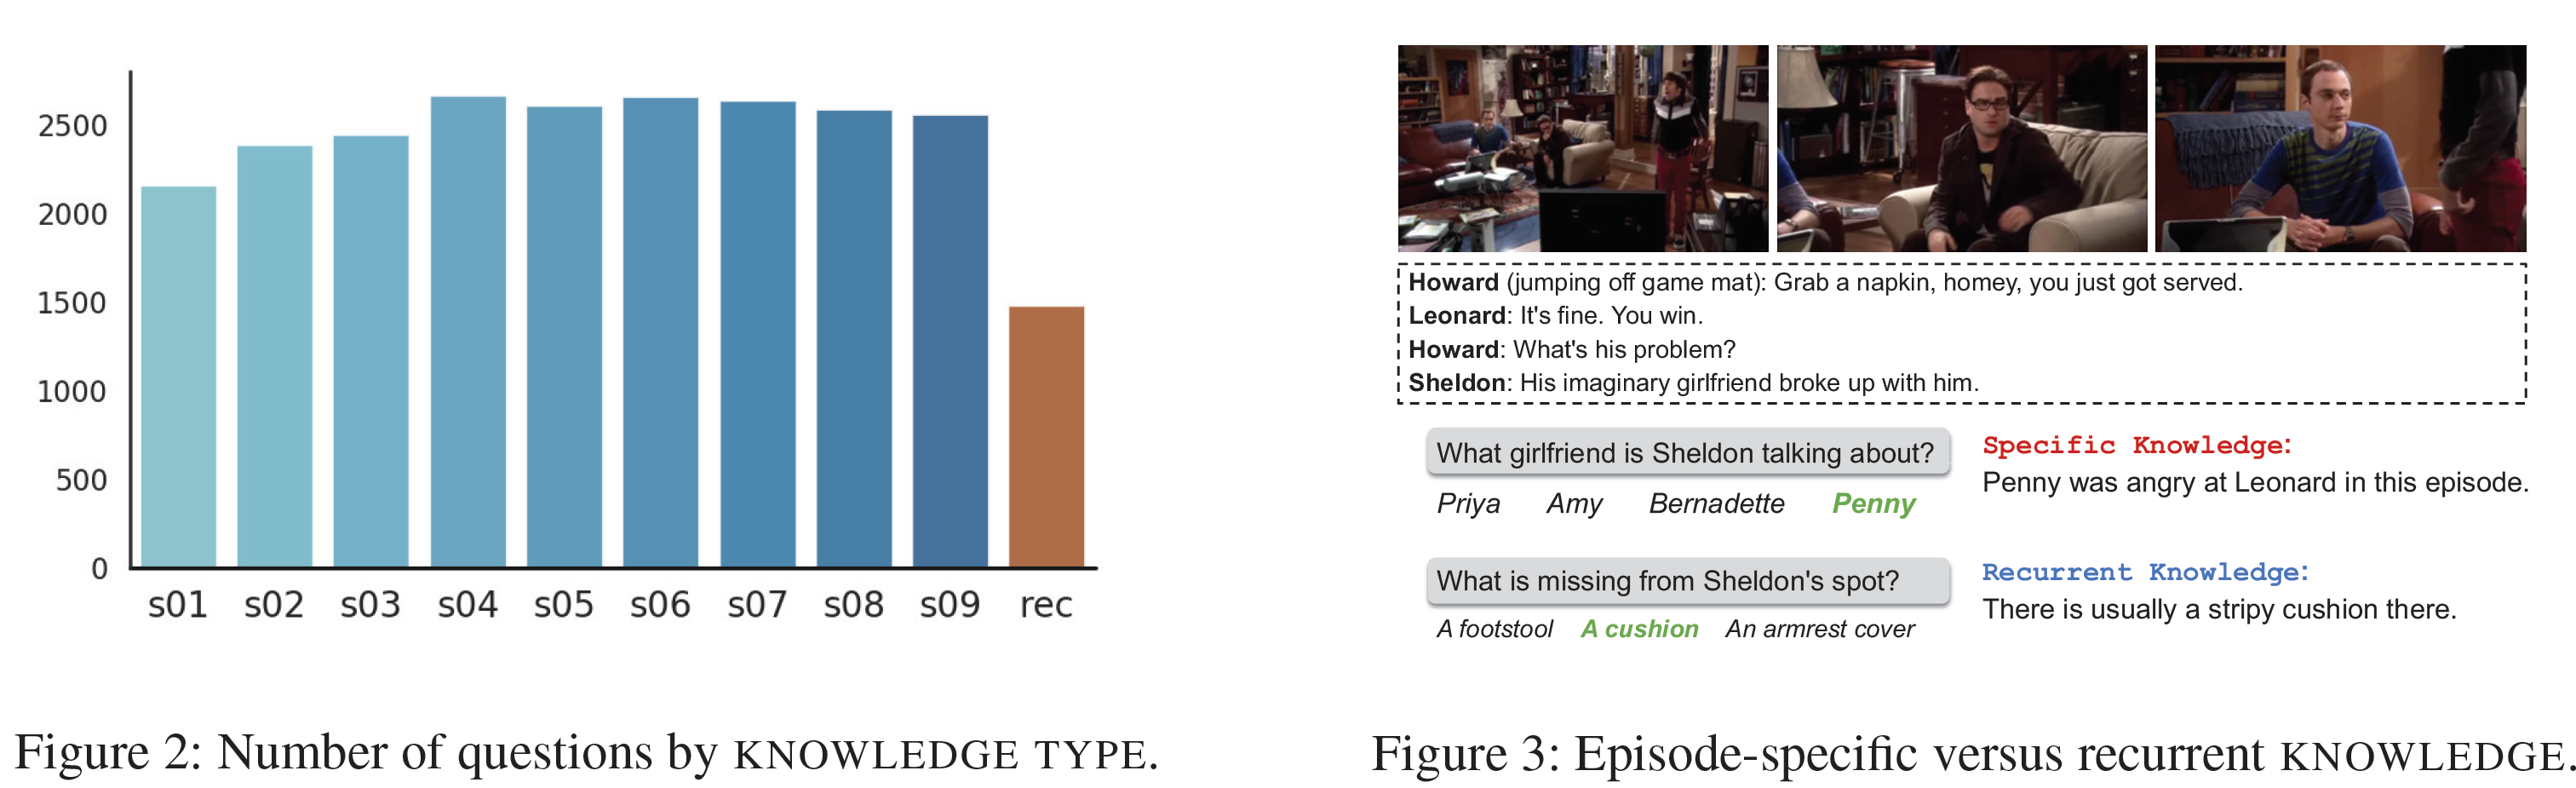 2500
2000
1500
1000
500
0
s01 s02 s03 s04 s05 s06 s07 s08 s09 rec
Figure 2: Number of questions by KNOWLEDGE TYPE.
Howard (jumping off game mat): Grab a napkin, homey, you just got served.
Leonard: It's fine. You win.
Howard: What's his problem?
Sheldon: His imaginary girlfriend broke up with him.
What girlfriend is Sheldon talking about?
Priya Amy Bernadette Penny
Specific Knowledge:
Penny was angry at Leonard in this episode.
What is missing from Sheldon's spot?
A footstool A cushion An armrest cover
Recurrent Knowledge:
There is usually a stripy cushion there.
Figure 3: Episode-specific versus recurrent KNOWLEDGE.